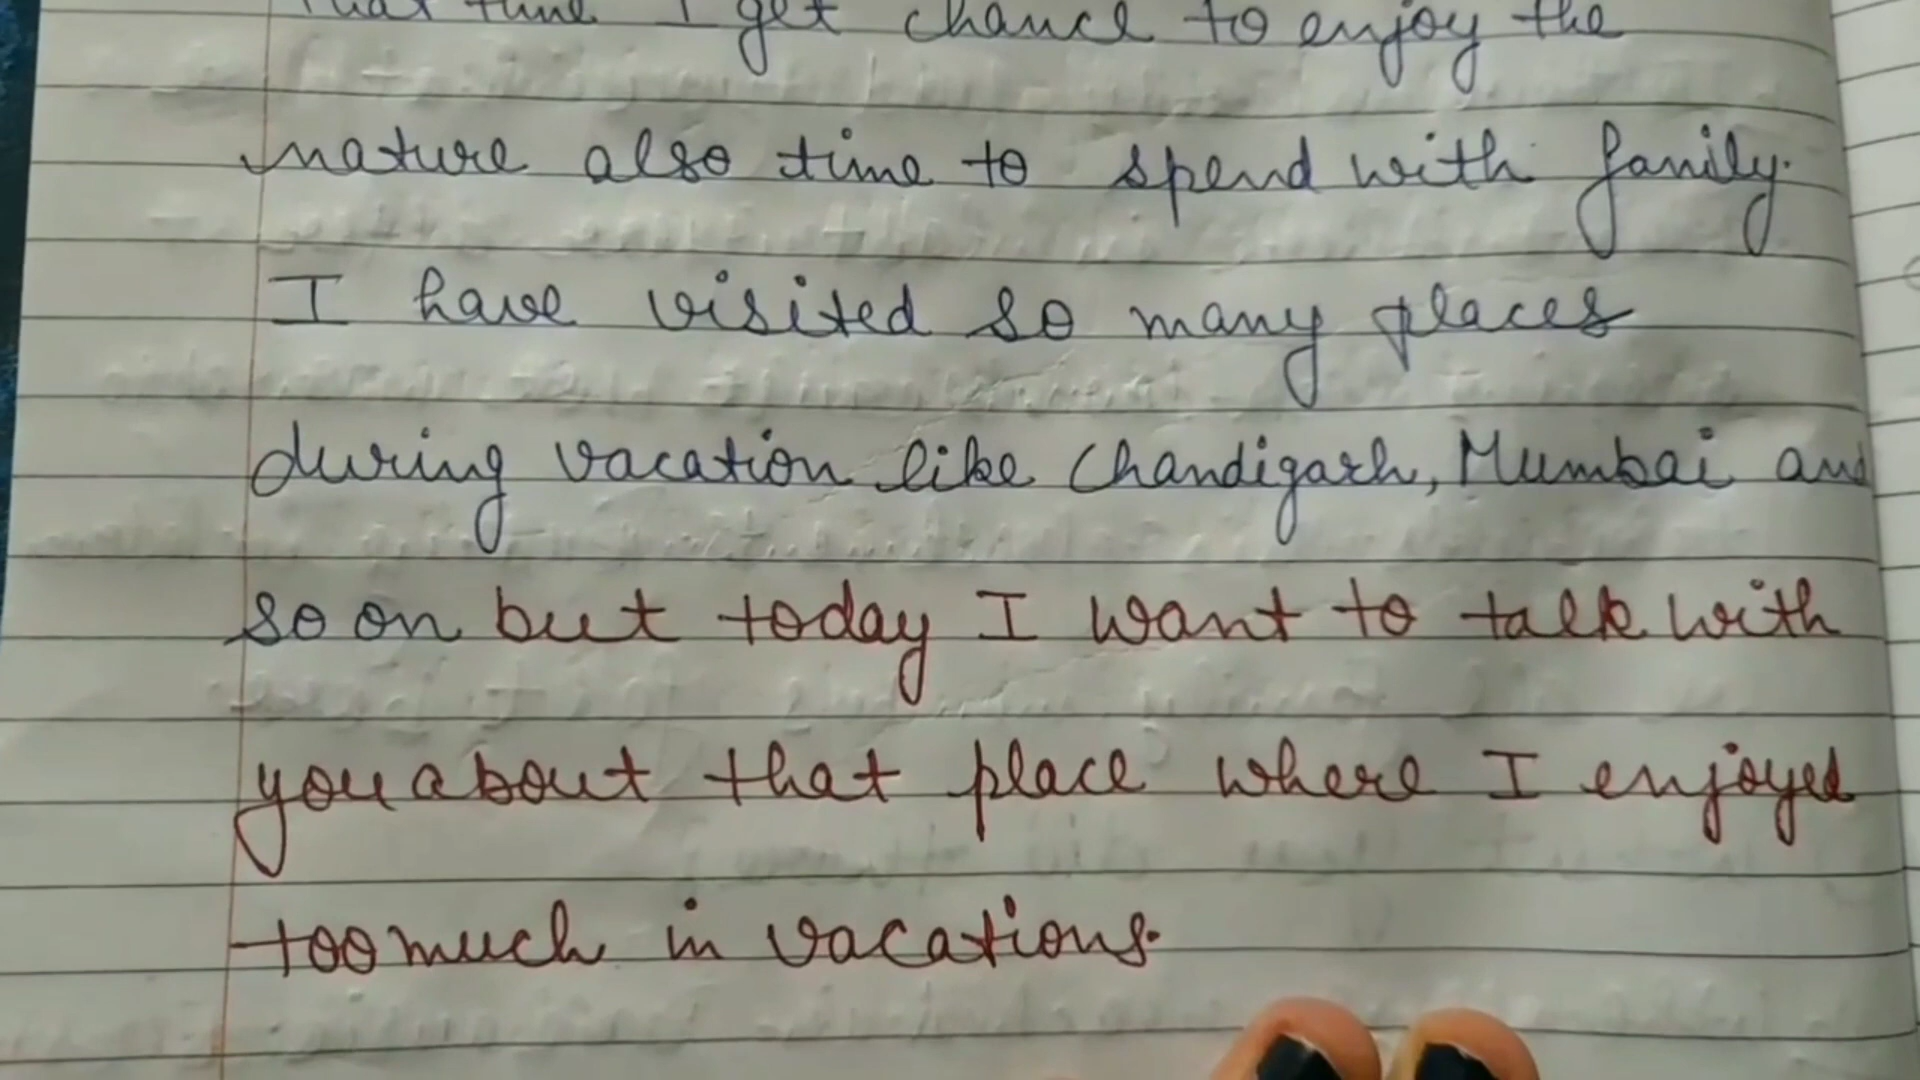 that time I get chance to enjoy the
nature also time to spend with family.
I have visited so many places
during vacation like Chandigarh, Mumbai and
so on but today I want to talk with
you about that place where I enjoyed
too much in vacations.